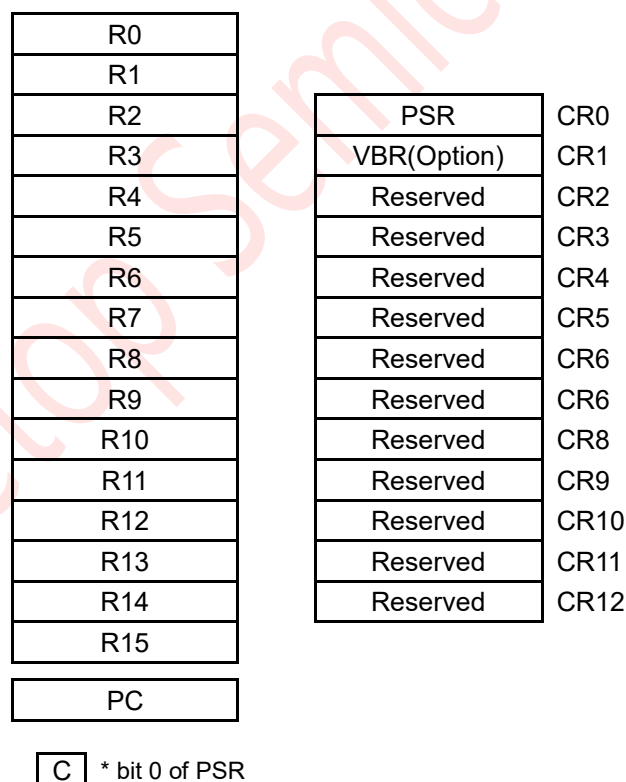 R0
R1
R2
R3
R4
R5
R6
R7
R8
R9
R10
R11
R12
R13
R14
R15
PC
C * bit 0 of PSR
PSR CR0
VBR(Option) CR1
Reserved CR2
Reserved CR3
Reserved CR4
Reserved CR5
Reserved CR6
Reserved CR6
Reserved CR8
Reserved CR9
Reserved CR10
Reserved CR11
Reserved CR12